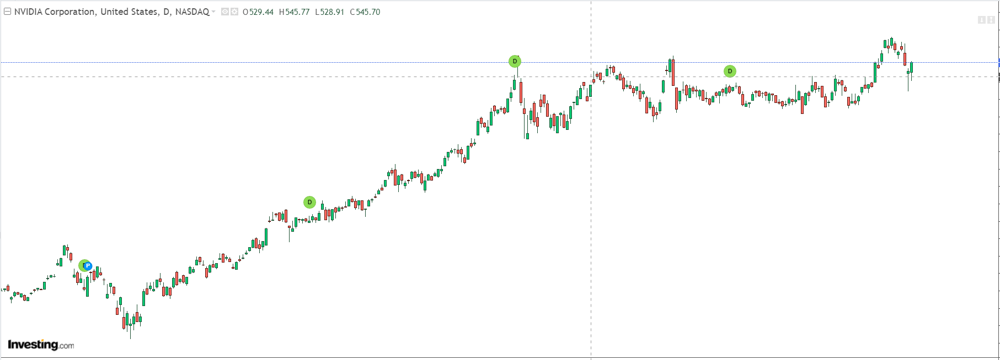 NVIDIA Corporation, United States, D, NASDAQ O529.44 H545.77 L528.91 C545.70
D
D
D
P
Investing.com